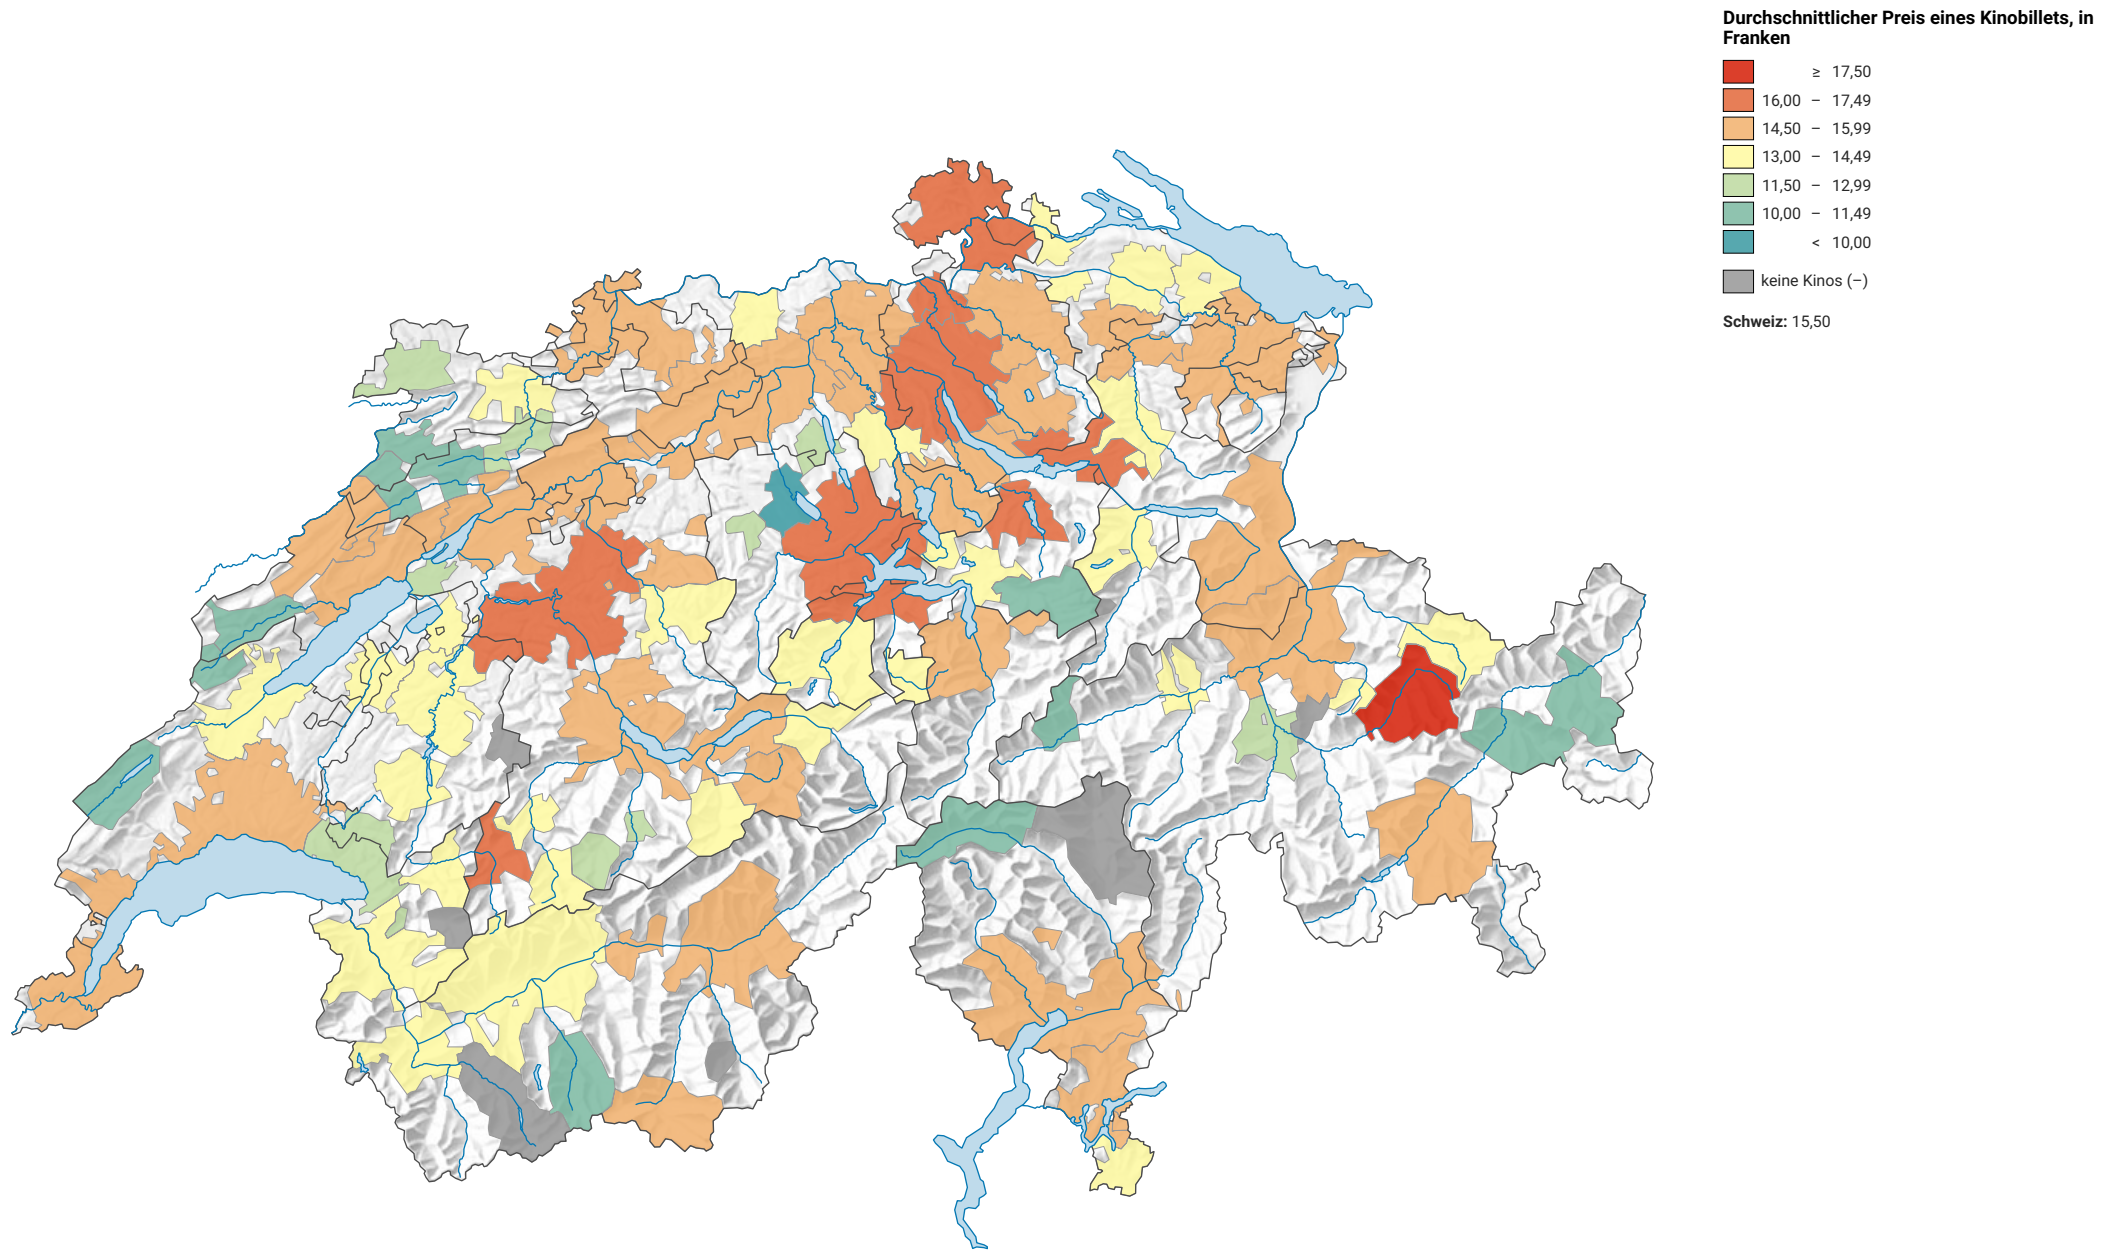 Durchschnittlicher Preis eines Kinobillets, in
Franken
≥ 17,50
16,00 – 17,49
14,50 – 15,99
13,00 – 14,49
11,50 – 12,99
10,00 – 11,49
< 10,00
keine Kinos (–)
Schweiz: 15,50